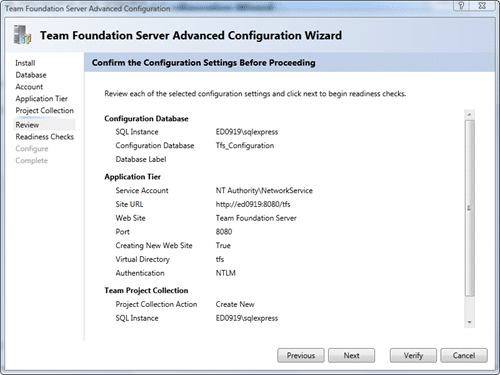 Team Foundation Server Advanced Configuration Wizard
Team Foundation Server Advanced Configuration Wizard
Install
Database
Account
Application Tier
Project Collection
Review
Readiness Checks
Configure
Complete
Confirm the Configuration Settings Before Proceeding
Review each of the selected configuration settings and click next to begin readiness checks.
Configuration Database
SQL Instance ED0919\sqlexpress
Configuration Database Tfs_Configuration
Database Label
Application Tier
Service Account NT Authority\NetworkService
Site URL http://ed0919:8080/tfs
Web Site Team Foundation Server
Port 8080
Creating New Web Site True
Virtual Directory tfs
Authentication NTLM
Team Project Collection
Project Collection Action Create New
SQL Instance ED0919\sqlexpress
Previous Next Verify Cancel